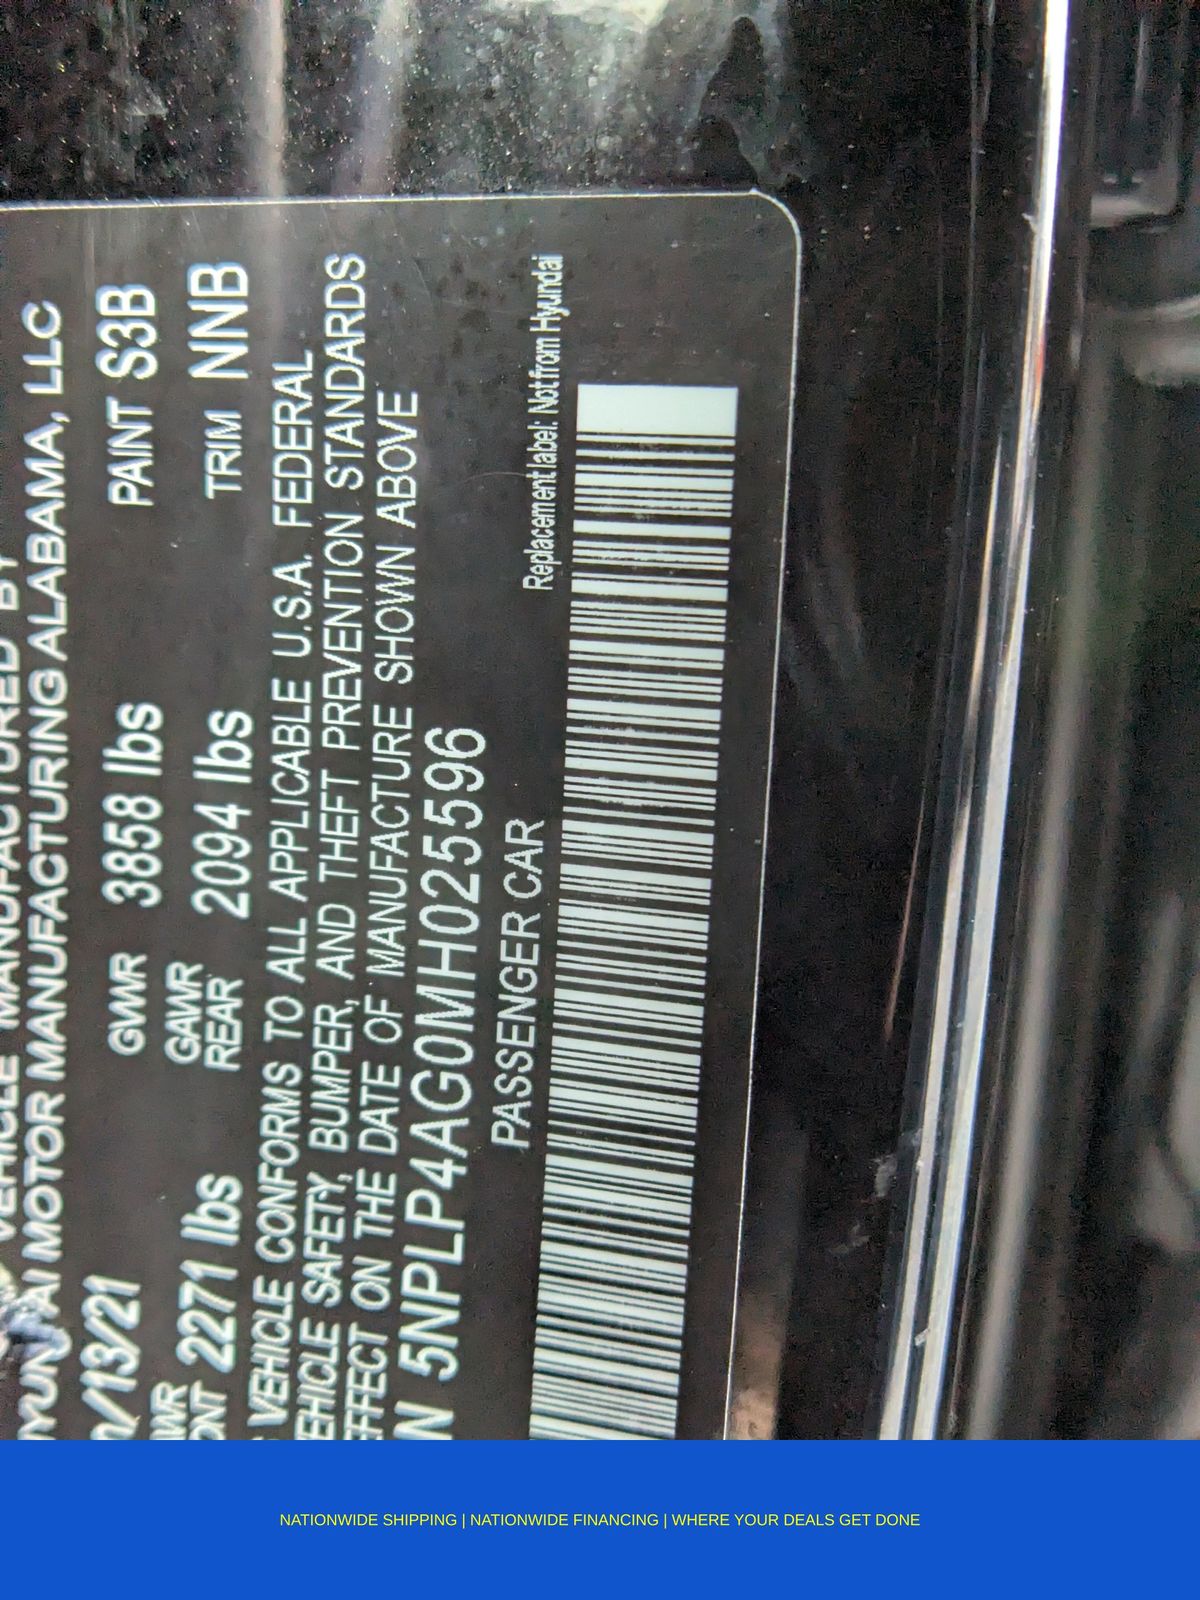 VEHICLE MANUFACTURED BY
HYUNDAI MOTOR MANUFACTURING ALABAMA, LLC
/13/21 GVWR 3858 lbs PAINT S3B
2271 lbs GAWR REAR 2094 lbs TRIM NNB
VEHICLE CONFORMS TO ALL APPLICABLE U.S.A. FEDERAL
VEHICLE SAFETY, BUMPER, AND THEFT PREVENTION STANDARDS
EFFECT ON THE DATE OF MANUFACTURE SHOWN ABOVE
N 5NPLP4AG0MH025596
PASSENGER CAR
Replacement label: Not from Hyundai
NATIONWIDE SHIPPING | NATIONWIDE FINANCING | WHERE YOUR DEALS GET DONE